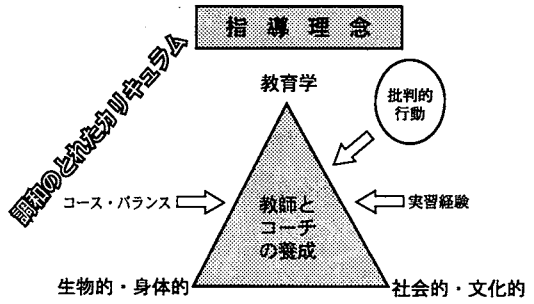 指導理念
調和のとれたカリキュラム
教育学
批判的
行動
コース・バランス
教師と
コーチ
の養成
実習経験
生物的・身体的
社会的・文化的